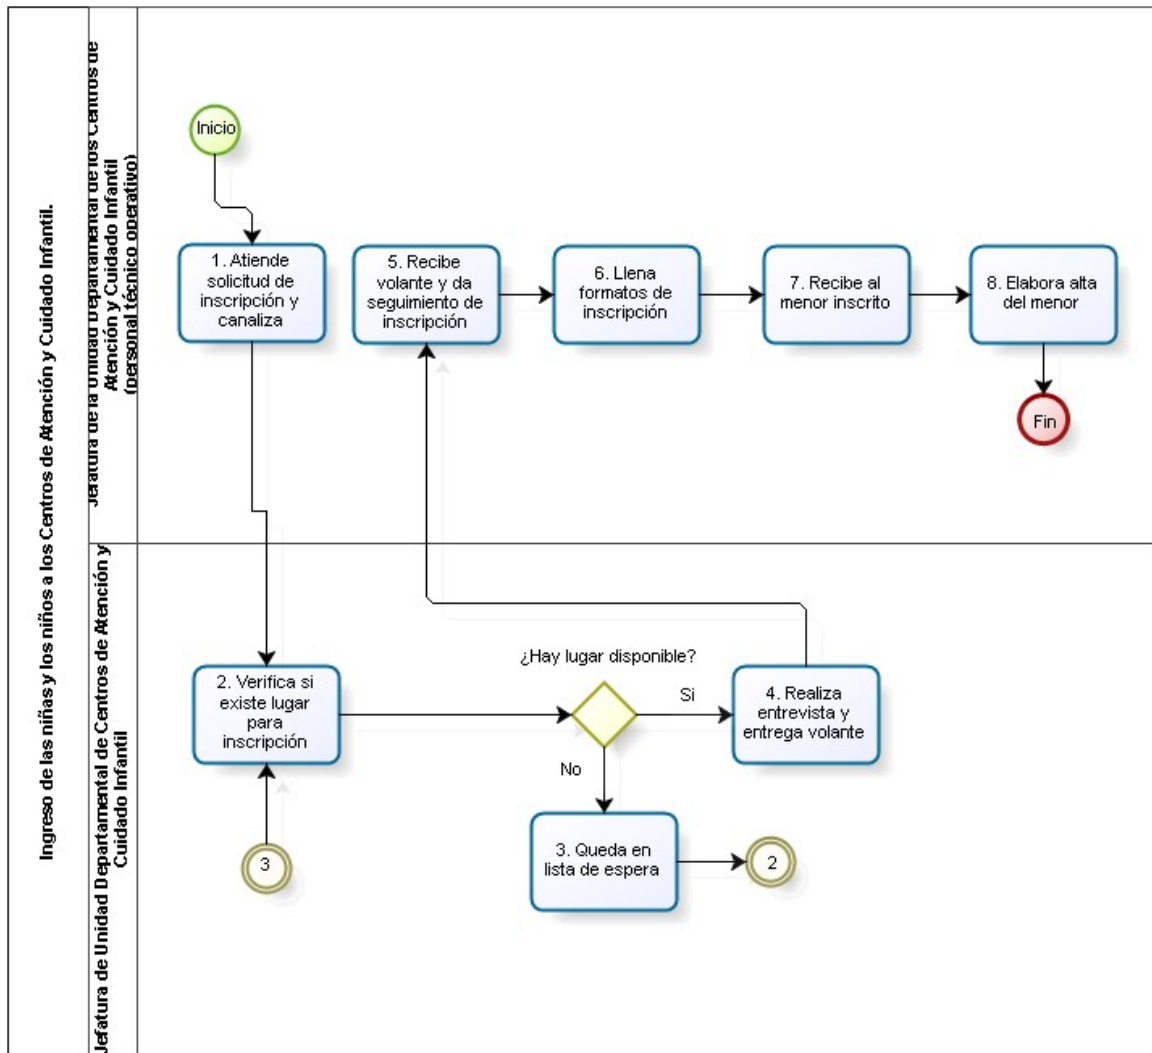 Ingreso de las niñas y los niños a los Centros de Atención y Cuidado Infantil.
Jefatura de la Unidad Departamental de los Centros de
Atención y Cuidado Infantil
(personal técnico operativo)
Inicio
1. Atiende
solicitud de
inscripción y
canaliza
5. Recibe
volante y da
seguimiento de
inscripción
6. Llena
formatos de
inscripción
7. Recibe al
menor inscrito
8. Elabora alta
del menor
Fin
Jefatura de Unidad Departamental de Centros de Atención y
Cuidado Infantil
2. Verifica si
existe lugar
para
inscripción
¿Hay lugar disponible?
Si
No
4. Realiza
entrevista y
entrega volante
3. Queda en
lista de espera
2
3